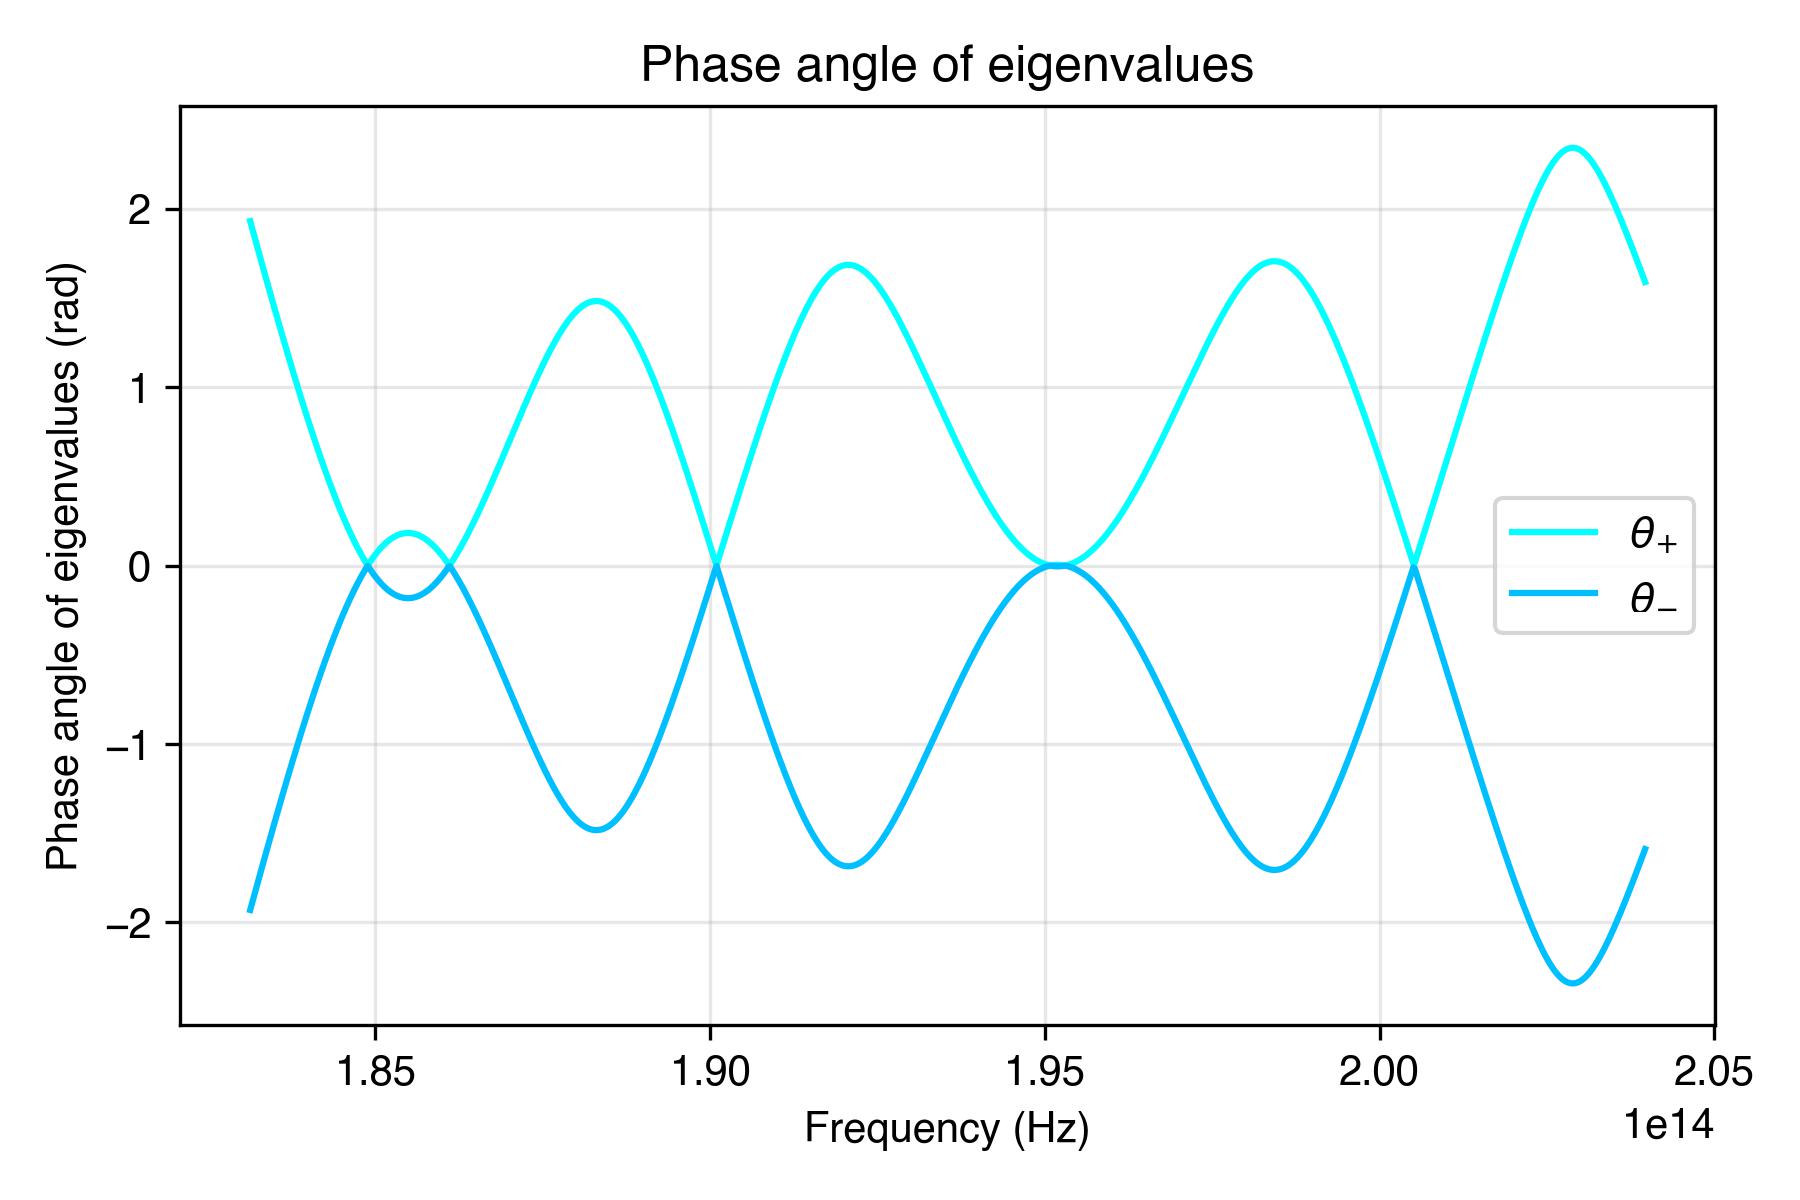 Phase angle of eigenvalues
Phase angle of eigenvalues (rad)
2
1
0
−1
−2
θ₊
θ₋
1.85 1.90 1.95 2.00 2.05
Frequency (Hz)
1e14